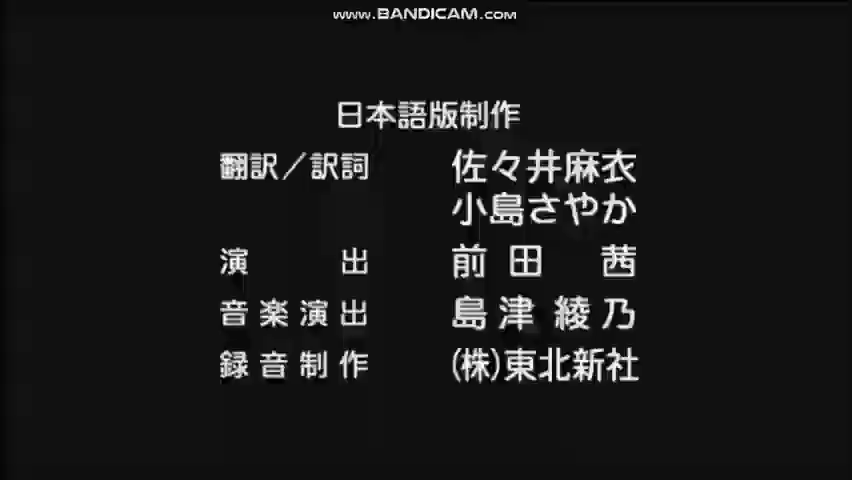 www.BANDICAM.com
日本語版制作
翻訳／訳詞 佐々井麻衣
小島さやか
演出 前田茜
音楽演出 島津綾乃
録音制作 (株)東北新社